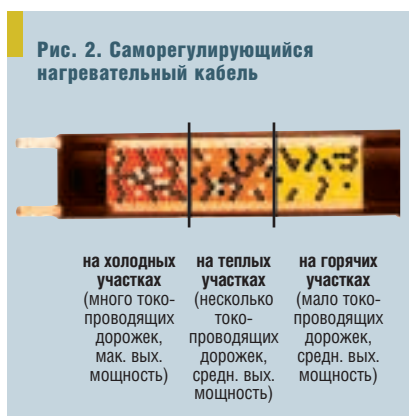 Рис. 2. Саморегулирующийся
нагревательный кабель
на холодных
участках
(много токо-
проводящих
дорожек,
мак. вых.
мощность)
на теплых
участках
(несколько
токо-
проводящих
дорожек,
средн. вых.
мощность)
на горячих
участках
(мало токо-
проводящих
дорожек,
средн. вых.
мощность)